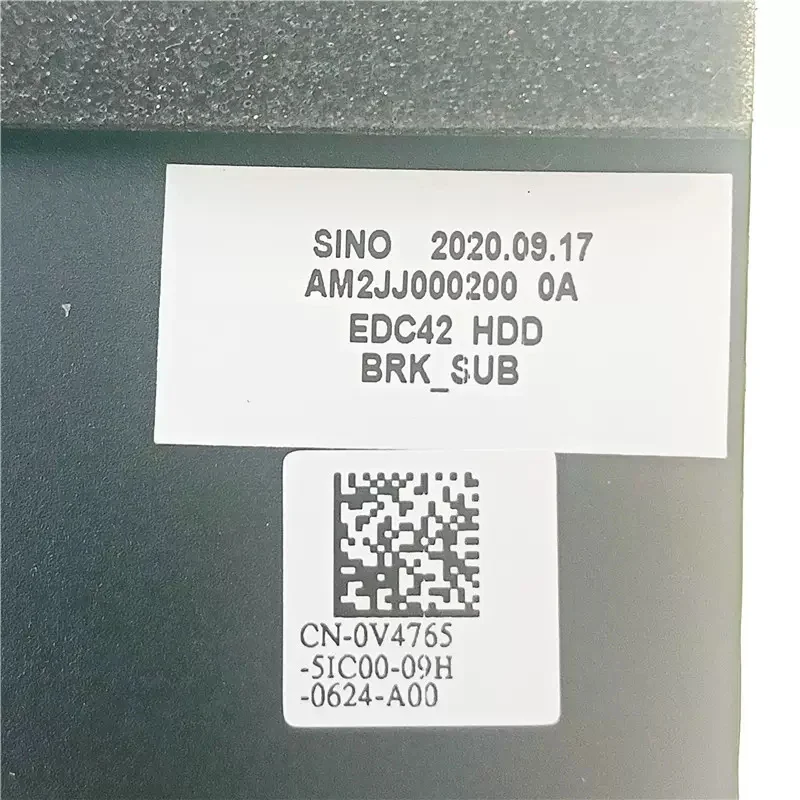 SINO 2020.09.17
AM2JJ000200 0A
EDC42 HDD
BRK_SUB
CN-0V4765
-5IC00-09H
-0624-A00